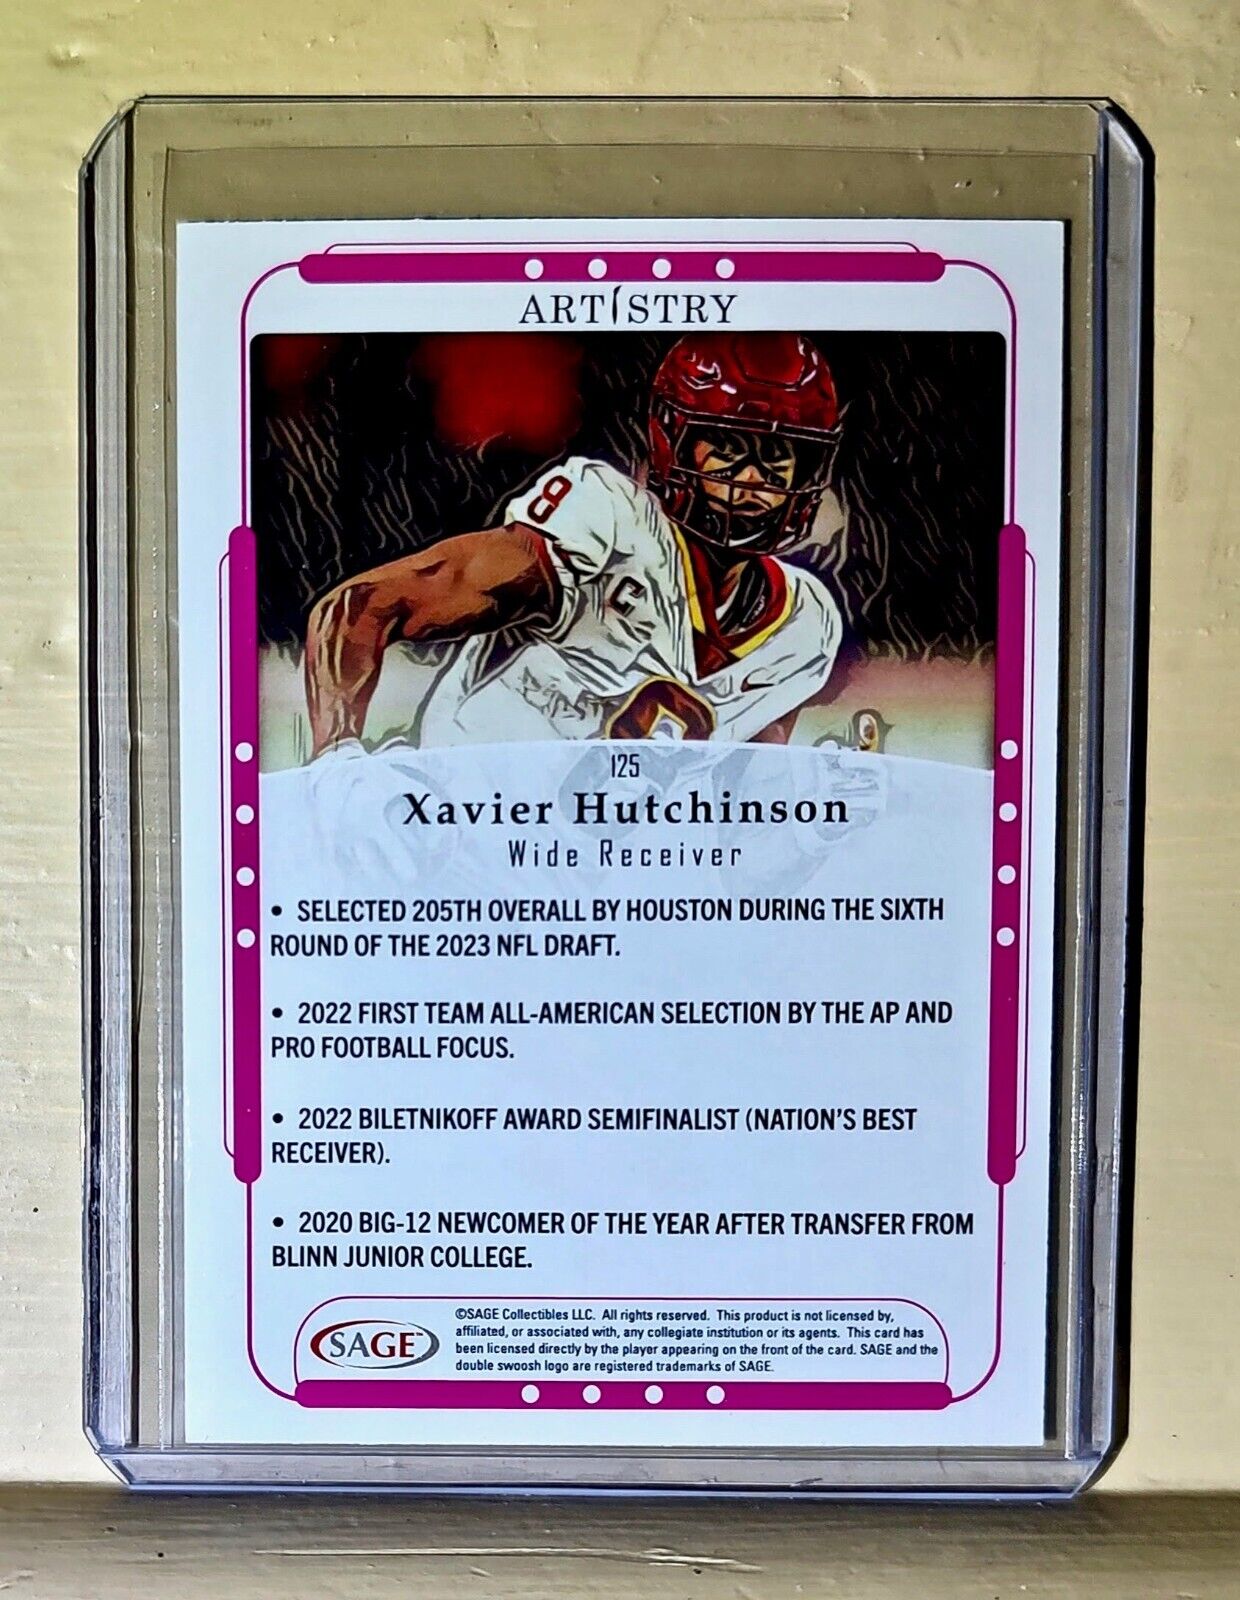 ARTISTRY
8
C
8
125
Xavier Hutchinson
Wide Receiver
• SELECTED 205TH OVERALL BY HOUSTON DURING THE SIXTH
ROUND OF THE 2023 NFL DRAFT.
• 2022 FIRST TEAM ALL-AMERICAN SELECTION BY THE AP AND
PRO FOOTBALL FOCUS.
• 2022 BILETNIKOFF AWARD SEMIFINALIST (NATION'S BEST
RECEIVER).
• 2020 BIG-12 NEWCOMER OF THE YEAR AFTER TRANSFER FROM
BLINN JUNIOR COLLEGE.
SAGE™
©SAGE Collectibles LLC. All rights reserved. This product is not licensed by,
affiliated, or associated with, any collegiate institution or its agents. This card has
been licensed directly by the player appearing on the front of the card. SAGE and the
double swoosh logo are registered trademarks of SAGE.